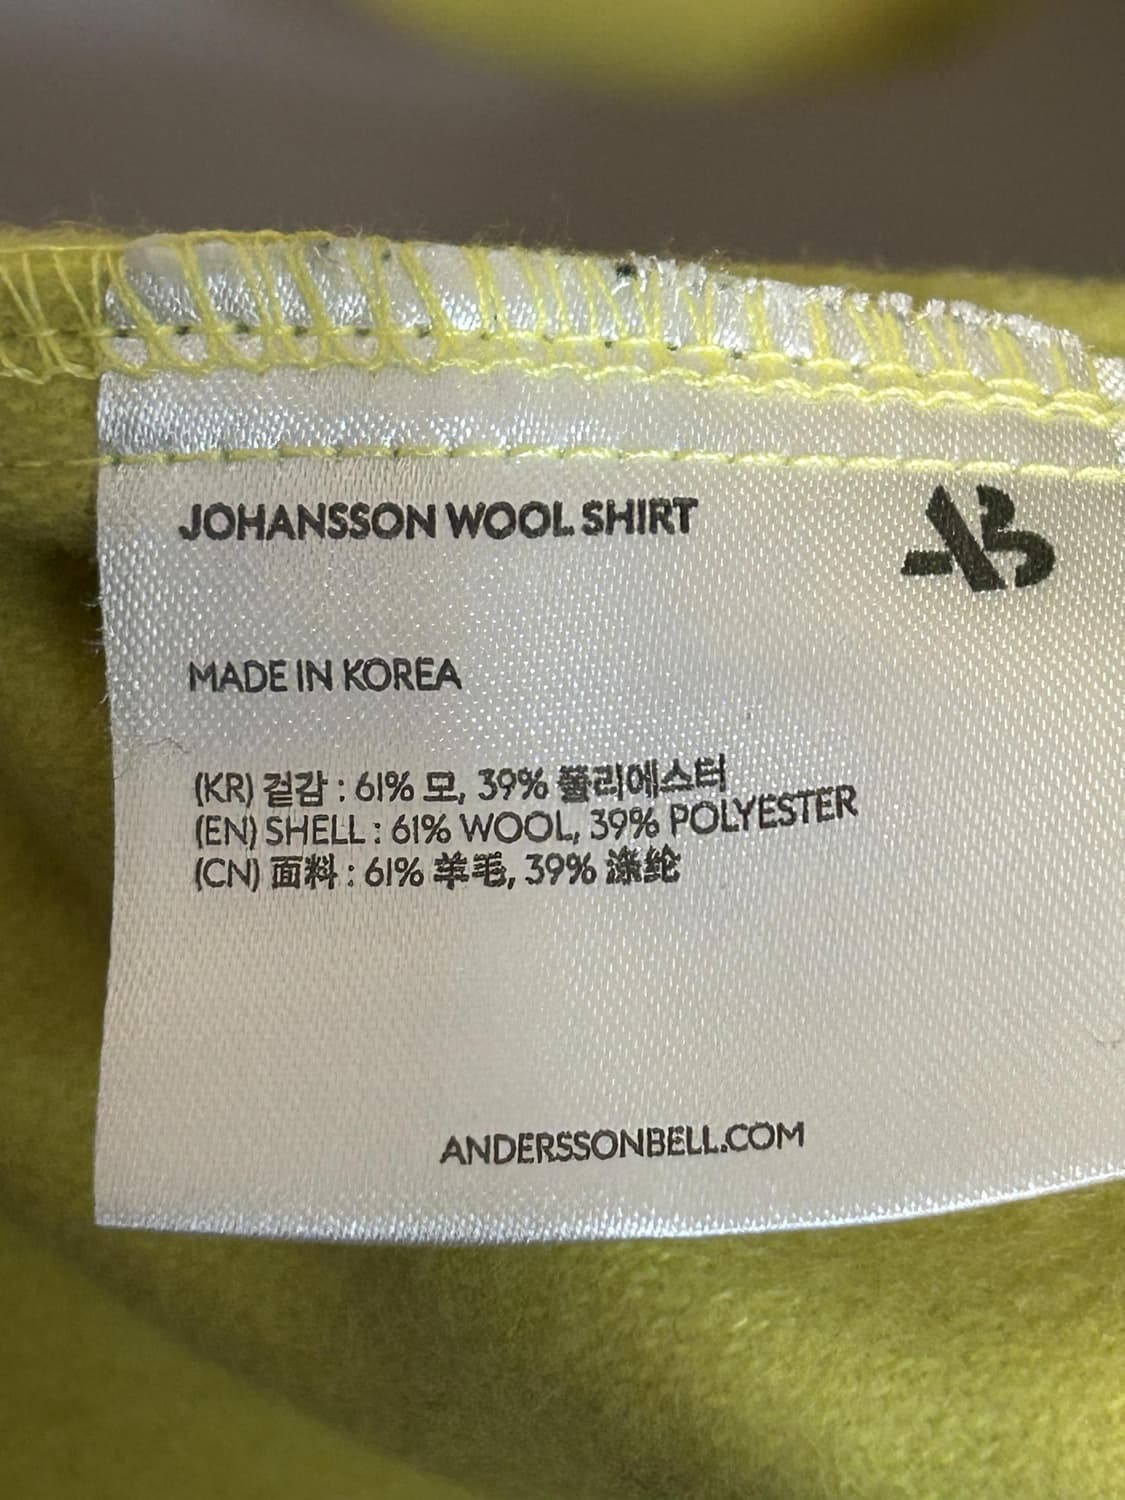 JOHANSSON WOOL SHIRT
AB
MADE IN KOREA
(KR) 겉감 : 61% 모, 39% 폴리에스터
(EN) SHELL : 61% WOOL, 39% POLYESTER
(CN) 面料 : 61% 羊毛, 39% 涤纶
ANDERSSONBELL.COM